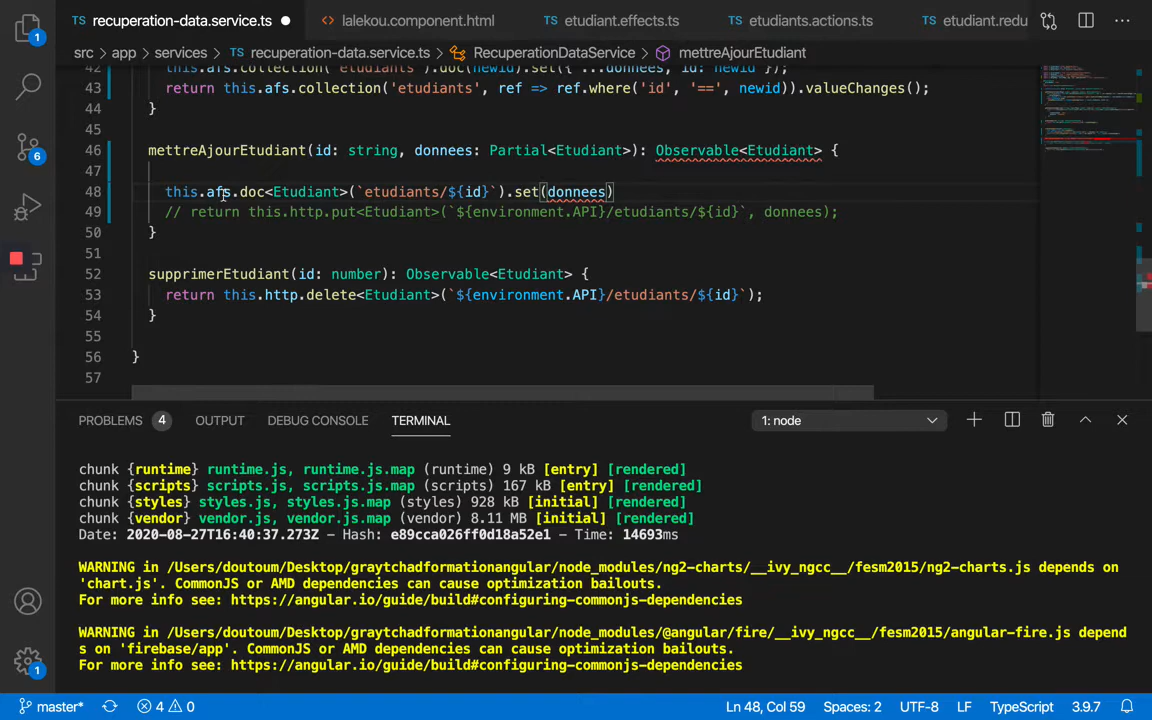 recuperation-data.service.ts
lalekou.component.html
etudiant.effects.ts
etudiants.actions.ts
etudiant.redu
src > app > services > recuperation-data.service.ts > RecuperationDataService > mettreAjourEtudiant
42 this.afs.collection('etudiants').doc(newid).set({ ...donnees, id: newid });
43 return this.afs.collection('etudiants', ref => ref.where('id', '==', newid)).valueChanges();
44 }
45
46 mettreAjourEtudiant(id: string, donnees: Partial<Etudiant>): Observable<Etudiant> {
47
48 this.afs.doc<Etudiant>(`etudiants/${id}`).set(donnees)
49 // return this.http.put<Etudiant>(`${environment.API}/etudiants/${id}`, donnees);
50 }
51
52 supprimerEtudiant(id: number): Observable<Etudiant> {
53 return this.http.delete<Etudiant>(`${environment.API}/etudiants/${id}`);
54 }
55
56 }
57
1
6
1
PROBLEMS 4 OUTPUT DEBUG CONSOLE TERMINAL 1: node
chunk {runtime} runtime.js, runtime.js.map (runtime) 9 kB [entry] [rendered]
chunk {scripts} scripts.js, scripts.js.map (scripts) 167 kB [entry] [rendered]
chunk {styles} styles.js, styles.js.map (styles) 928 kB [initial] [rendered]
chunk {vendor} vendor.js, vendor.js.map (vendor) 8.11 MB [initial] [rendered]
Date: 2020-08-27T16:40:37.273Z - Hash: e89cca026ff0d18a52e1 - Time: 14693ms
WARNING in /Users/doutoum/Desktop/graytchadformationangular/node_modules/ng2-charts/__ivy_ngcc__/fesm2015/ng2-charts.js depends on
'chart.js'. CommonJS or AMD dependencies can cause optimization bailouts.
For more info see: https://angular.io/guide/build#configuring-commonjs-dependencies
WARNING in /Users/doutoum/Desktop/graytchadformationangular/node_modules/@angular/fire/__ivy_ngcc__/fesm2015/angular-fire.js depend
s on 'firebase/app'. CommonJS or AMD dependencies can cause optimization bailouts.
For more info see: https://angular.io/guide/build#configuring-commonjs-dependencies
master* 4 0 Ln 48, Col 59 Spaces: 2 UTF-8 LF TypeScript 3.9.7